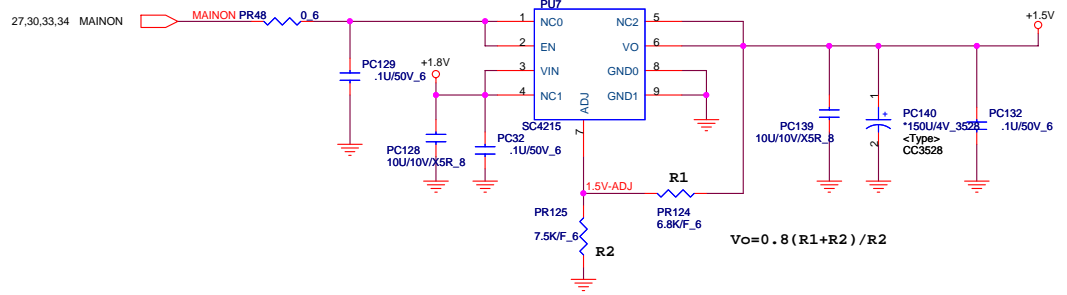 27,30,33,34 MAINON
MAINON PR48 0_6
PU7
1 NC0 NC2 5
2 EN VO 6
3 VIN GND0 8
4 NC1 GND1 9
ADJ
7
SC4215
+1.5V
PC129
.1U/50V_6
+1.8V
PC128
10U/10V/X5R_8
PC32
.1U/50V_6
PC139
10U/10V/X5R_8
1
+
2
PC140
*150U/4V_3528
<Type>
CC3528
PC132
.1U/50V_6
1.5V-ADJ
R1
PR124
6.8K/F_6
PR125
7.5K/F_6
R2
Vo=0.8(R1+R2)/R2